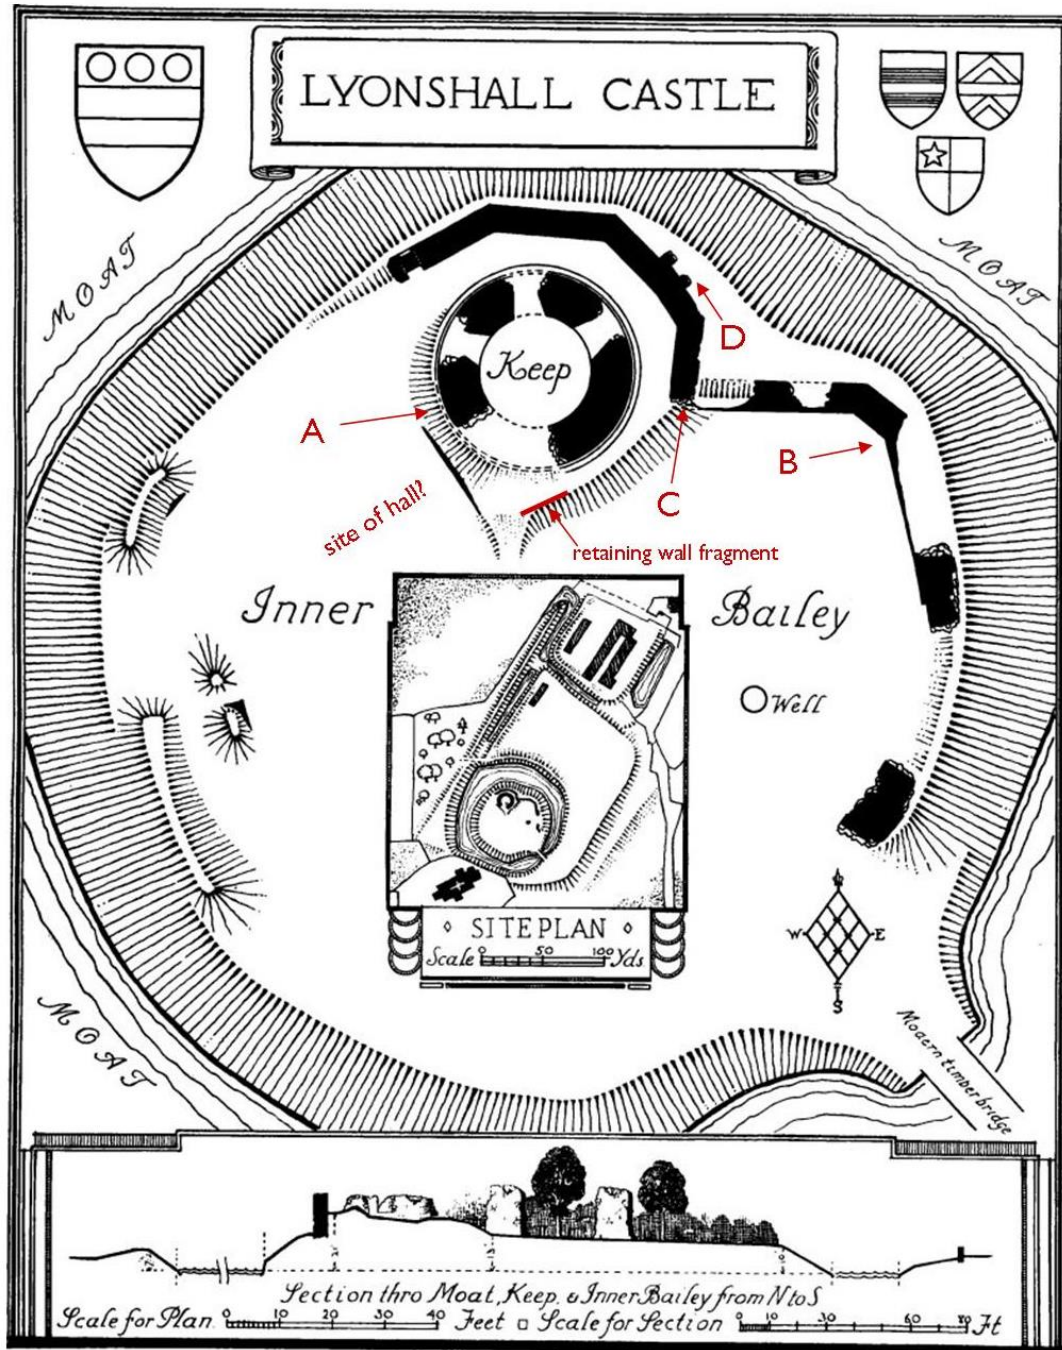 LYONSHALL CASTLE
MOAT
MOAT
Keep
D
A
B
C
site of hall?
retaining wall fragment
Inner
Bailey
Well
N
W E
S
SITE PLAN
Scale 0 50 100 Yds
MOAT
Modern timber bridge
Section thro Moat, Keep, & Inner Bailey from N to S
Scale for Plan 0 10 20 30 40 Feet Scale for Section 0 10 30 60 80 Ft